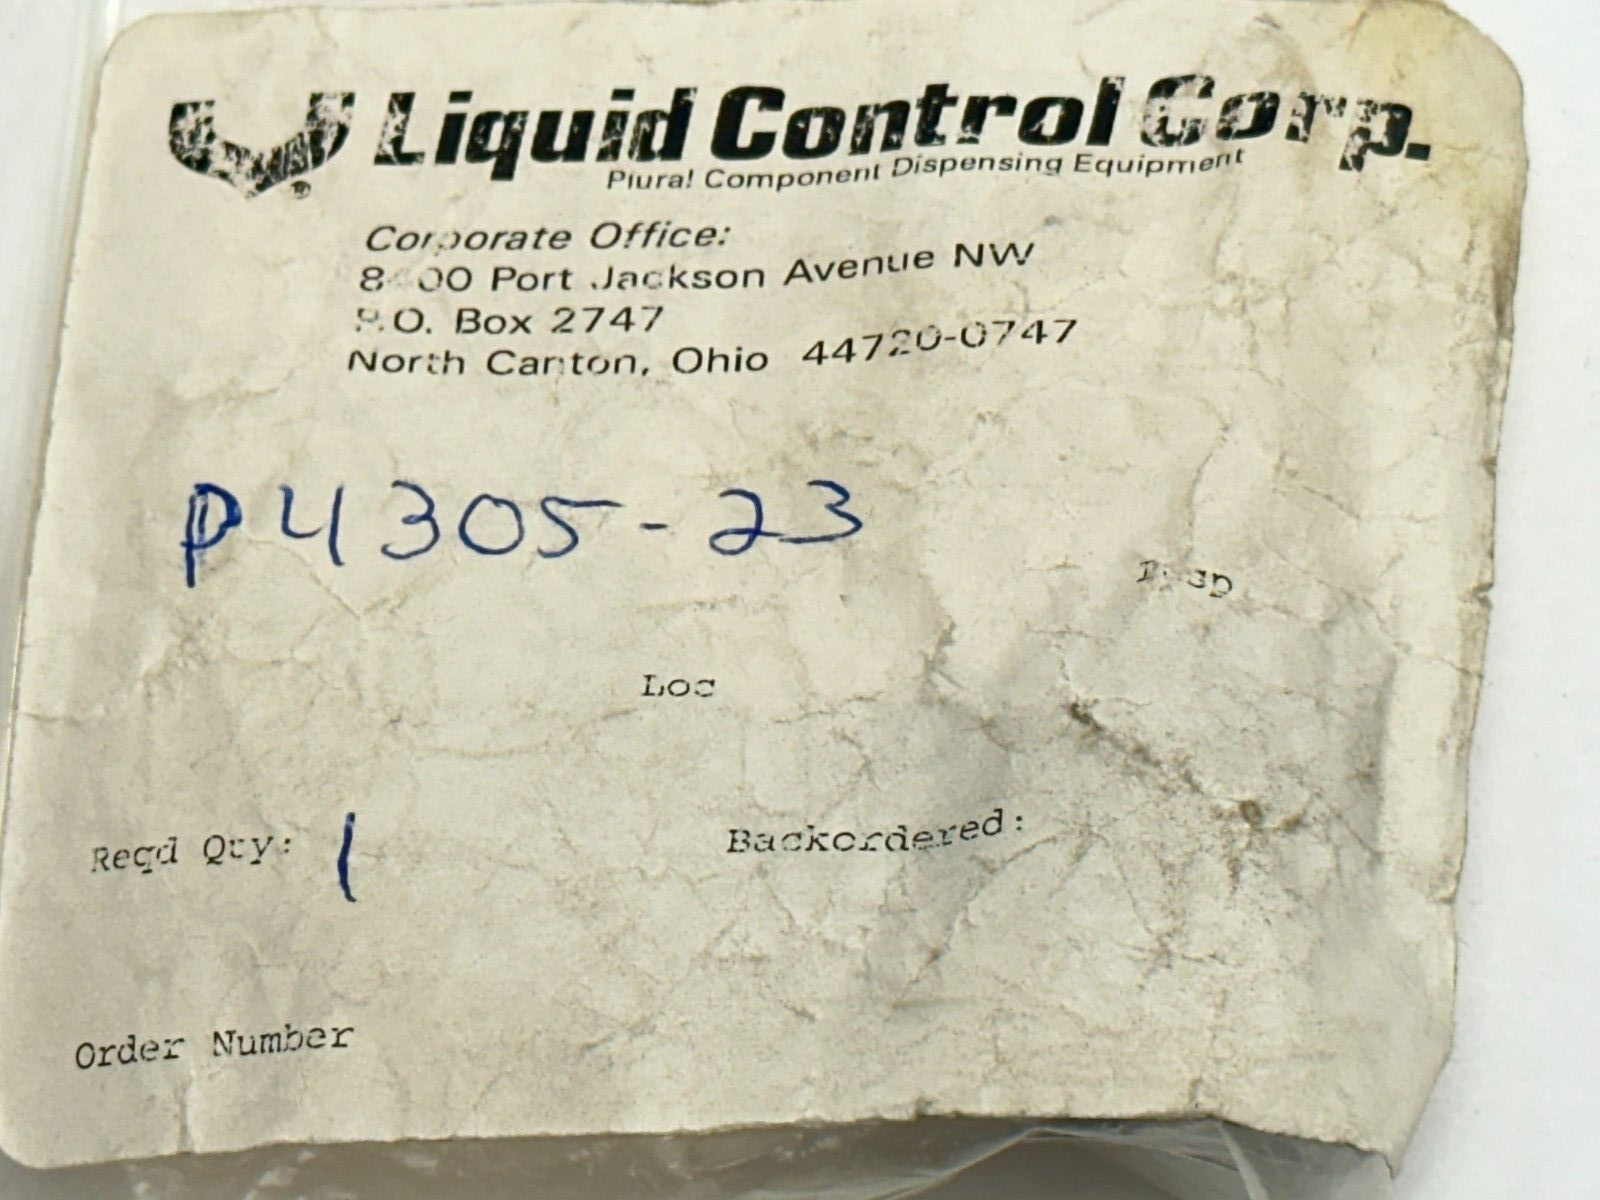 Liquid Control Corp.
Plural Component Dispensing Equipment
Corporate Office:
Port Jackson Avenue NW
P.O. Box 2747
North Canton, Ohio 44720-0747
P4305-23
Loc
Reqd Qty: 1
Backordered:
Order Number